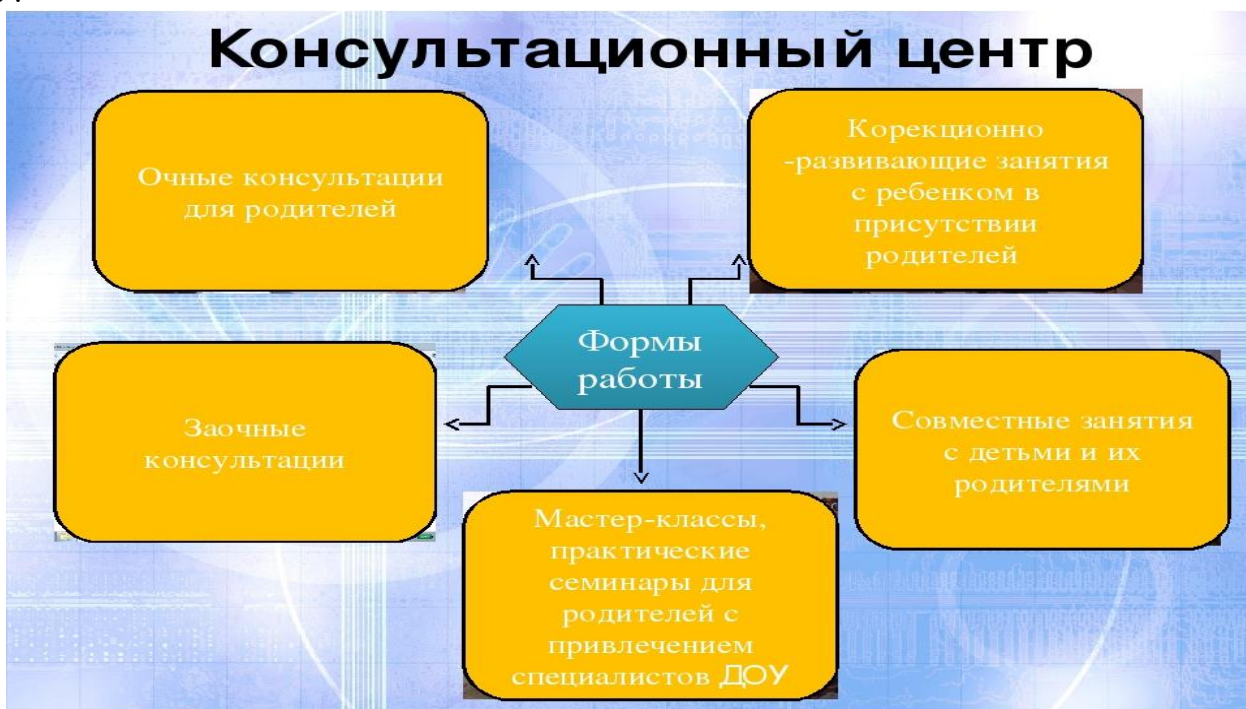 Консультационный центр
Очные консультации
для родителей
Корекционно
-развивающие занятия
с ребенком в
присутствии
родителей
Формы
работы
Заочные
консультации
Совместные занятия
с детьми и их
родителями
Мастер-классы,
практические
семинары для
родителей с
привлечением
специалистов ДОУ